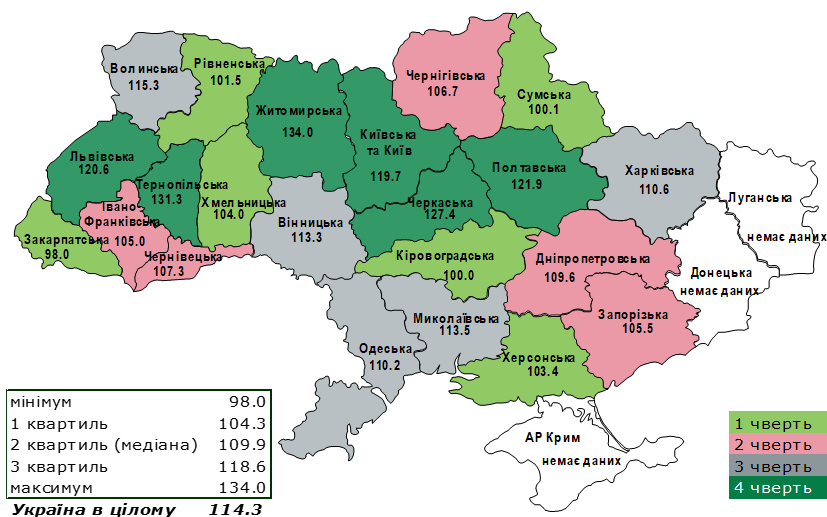 Волинська
115.3
Рівненська
101.5
Житомирська
134.0
Київська
та Київ
119.7
Чернігівська
106.7
Сумська
100.1
Львівська
120.6
Тернопільська
131.3
Хмельницька
104.0
Івано
Франківська
105.0
Закарпатська
98.0
Чернівецька
107.3
Вінницька
113.3
Черкаська
127.4
Полтавська
121.9
Харківська
110.6
Луганська
немає даних
Донецька
немає даних
Кіровоградська
100.0
Дніпропетровська
109.6
Запорізька
105.5
Миколаївська
113.5
Одеська
110.2
Херсонська
103.4
АР Крим
немає даних
мінімум 98.0
1 квартиль 104.3
2 квартиль (медіана) 109.9
3 квартиль 118.6
максимум 134.0
Україна в цілому 114.3
1 чверть
2 чверть
3 чверть
4 чверть